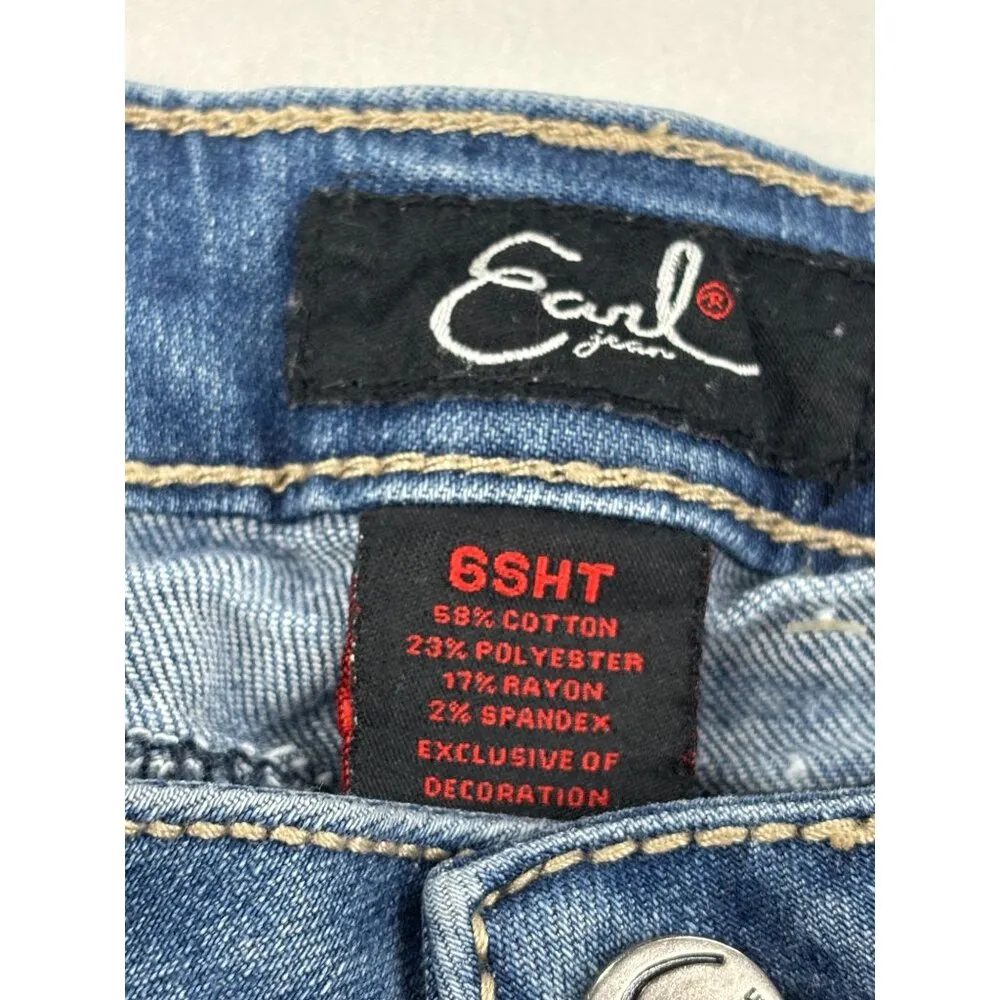 Earl ®
jean
6SHT
58% COTTON
23% POLYESTER
17% RAYON
2% SPANDEX
EXCLUSIVE OF
DECORATION